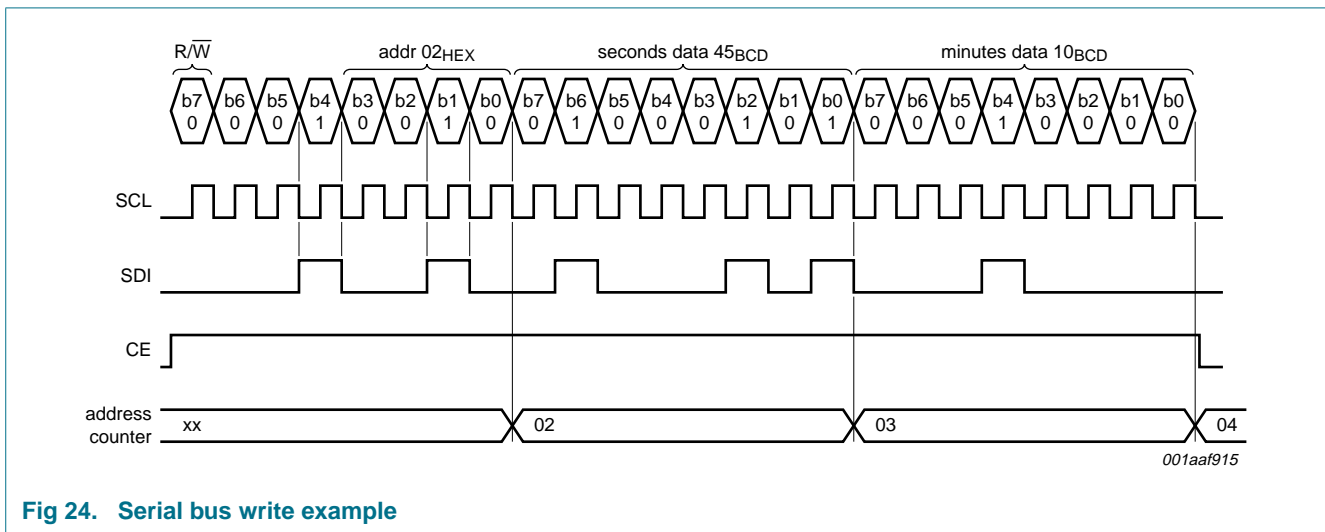 R/W addr 02HEX seconds data 45BCD minutes data 10BCD
b7 b6 b5 b4 b3 b2 b1 b0 b7 b6 b5 b4 b3 b2 b1 b0 b7 b6 b5 b4 b3 b2 b1 b0
0 0 0 1 0 0 1 0 0 1 0 0 0 1 0 1 0 0 0 1 0 0 0 0
SCL
SDI
CE
address
counter
xx 02 03 04
001aaf915
Fig 24. Serial bus write example